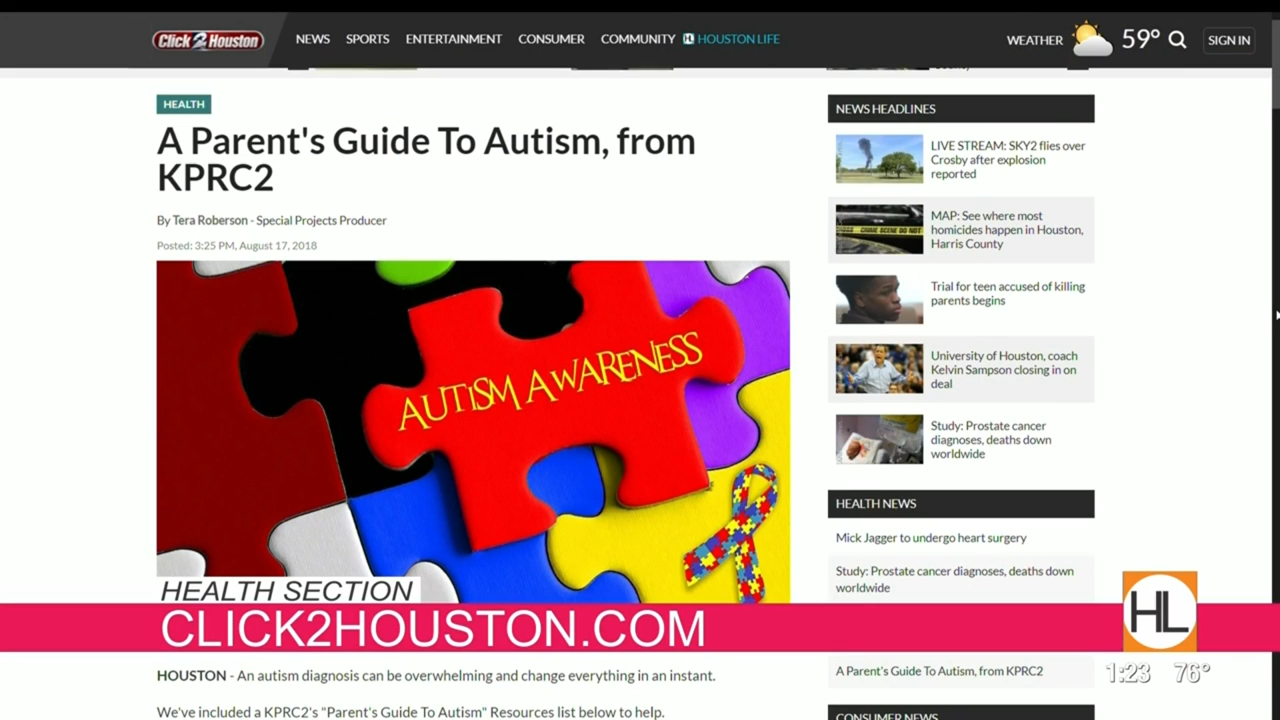 Click2Houston
NEWS SPORTS ENTERTAINMENT CONSUMER COMMUNITY HL HOUSTON LIFE
WEATHER 59° SIGN IN
HEALTH
A Parent's Guide To Autism, from
KPRC2
By Tera Roberson - Special Projects Producer
Posted: 3:25 PM, August 17, 2018
AUTISM AWARENESS
HEALTH SECTION
CLICK2HOUSTON.COM
HOUSTON - An autism diagnosis can be overwhelming and change everything in an instant.
We've included a KPRC2's "Parent's Guide To Autism" Resources list below to help.
NEWS HEADLINES
LIVE STREAM: SKY2 flies over
Crosby after explosion
reported
CRIME SCENE DO NOT
MAP: See where most
homicides happen in Houston,
Harris County
Trial for teen accused of killing
parents begins
University of Houston, coach
Kelvin Sampson closing in on
deal
Study: Prostate cancer
diagnoses, deaths down
worldwide
HEALTH NEWS
Mick Jagger to undergo heart surgery
Study: Prostate cancer diagnoses, deaths down
worldwide
HL
A Parent's Guide To Autism, from KPRC2
1:23 76°
CONSUMER NEWS